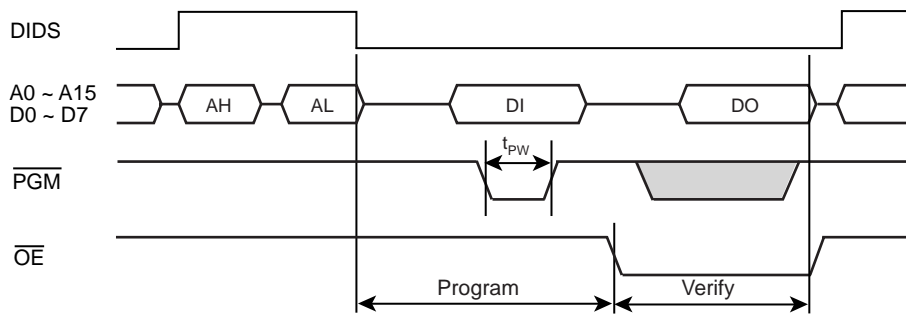 DIDS
A0 ~ A15
D0 ~ D7
AH
AL
DI
DO
tPW
PGM
OE
Program
Verify